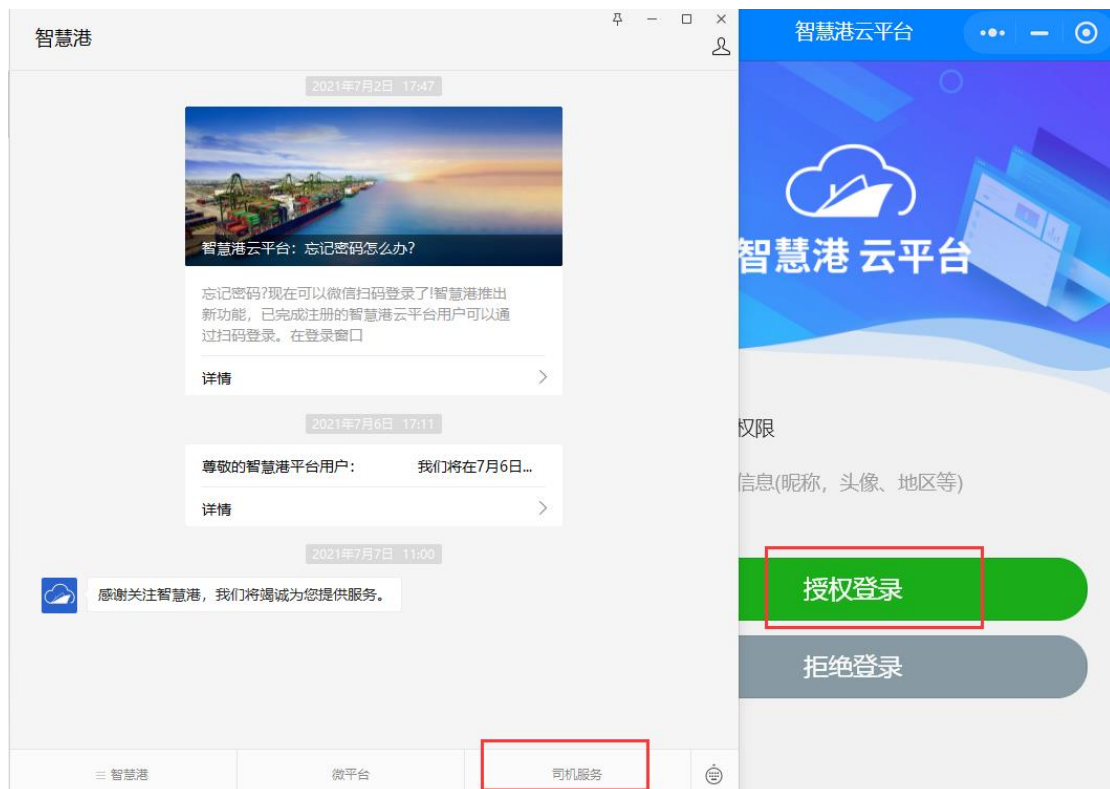 智慧港
2021年7月2日 17:47
智慧港云平台：忘记密码怎么办？
忘记密码?现在可以微信扫码登录了!智慧港推出
新功能，已完成注册的智慧港云平台用户可以通
过扫码登录。在登录窗口
详情
2021年7月6日 17:11
尊敬的智慧港平台用户： 我们将在7月6日...
详情
2021年7月7日 11:00
感谢关注智慧港，我们将竭诚为您提供服务。
智慧港
微平台
司机服务
智慧港云平台
智慧港 云平台
权限
信息(昵称，头像、地区等)
授权登录
拒绝登录